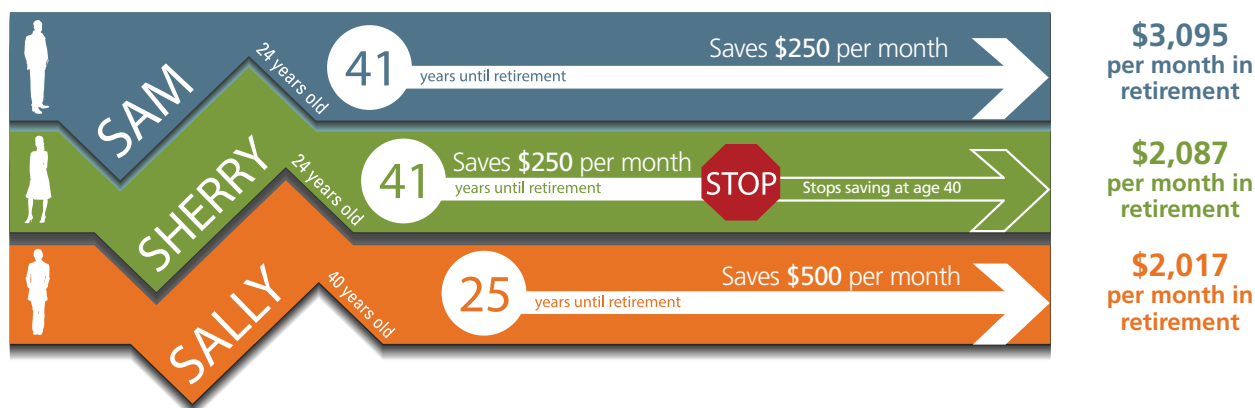 SAM
24 years old
41
years until retirement
Saves $250 per month
$3,095
per month in
retirement
SHERRY
24 years old
41
Saves $250 per month
years until retirement
STOP
Stops saving at age 40
$2,087
per month in
retirement
SALLY
40 years old
25
years until retirement
Saves $500 per month
$2,017
per month in
retirement